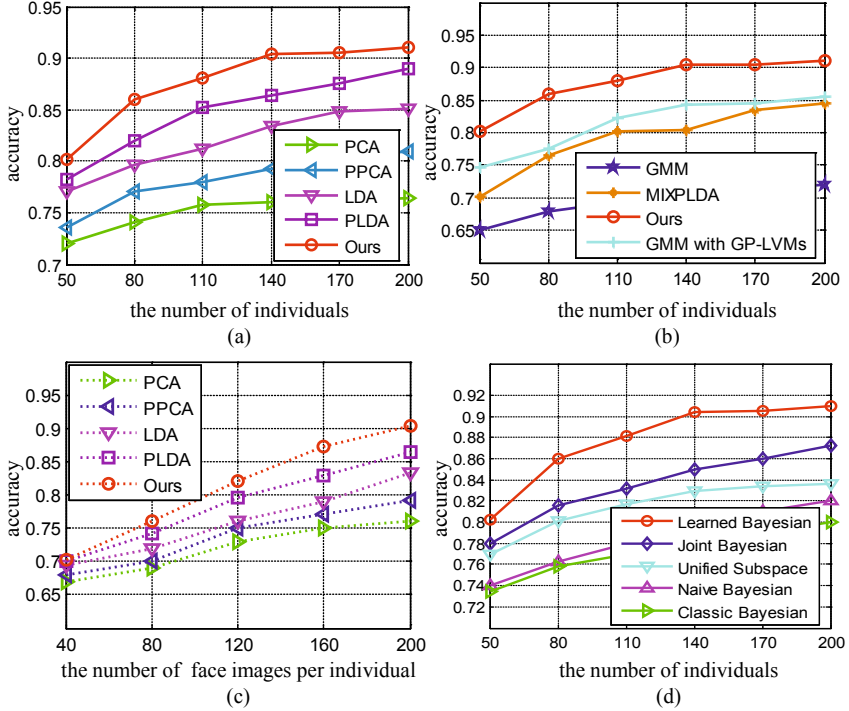 0.95
0.9
0.85
0.8
0.75
0.7
accuracy
50 80 110 140 170 200
the number of individuals
(a)
PCA
PPCA
LDA
PLDA
Ours
0.95
0.9
0.85
0.8
0.75
0.7
0.65
accuracy
50 80 110 140 170 200
the number of individuals
(b)
GMM
MIXPLDA
Ours
GMM with GP-LVMs
0.95
0.9
0.85
0.8
0.75
0.7
0.65
accuracy
40 80 120 160 200
the number of face images per individual
(c)
PCA
PPCA
LDA
PLDA
Ours
0.92
0.9
0.88
0.86
0.84
0.82
0.8
0.78
0.76
0.74
0.72
accuracy
50 80 110 140 170 200
the number of individuals
(d)
Learned Bayesian
Joint Bayesian
Unified Subspace
Naive Bayesian
Classic Bayesian